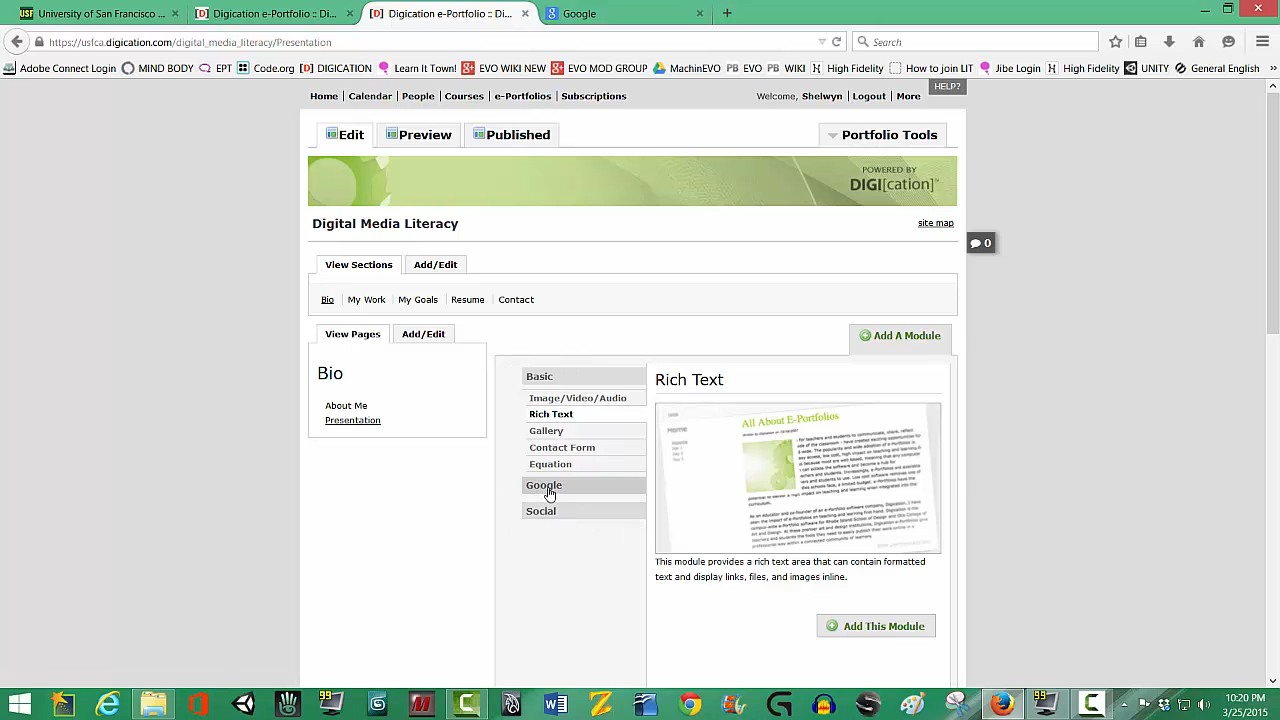 University of San Francisco ...
Digication e-Portfolio :: Di...
Digication e-Portfolio :: Di...
Google
https://usfca.digication.com/digital_media_literacy/Presentation
Search
Adobe Connect Login MIND BODY EPT Code.org DIGICATION Learn It Town! EVO WIKI NEW EVO MOD GROUP MachinEVO PB EVO PB WIKI High Fidelity How to join LIT Jibe Login High Fidelity UNITY General English
HELP?
Home Calendar People Courses e-Portfolios Subscriptions
Welcome, Shelwyn Logout More
Edit Preview Published
Portfolio Tools
POWERED BY
DIGI[cation]™
Digital Media Literacy
site map
0
View Sections Add/Edit
Bio My Work My Goals Resume Contact
View Pages Add/Edit
Add A Module
Bio
About Me
Presentation
Basic
Image/Video/Audio
Rich Text
Gallery
Contact Form
Equation
Google
Social
Rich Text
All About E-Portfolios
This module provides a rich text area that can contain formatted
text and display links, files, and images inline.
Add This Module
10:20 PM
3/25/2015